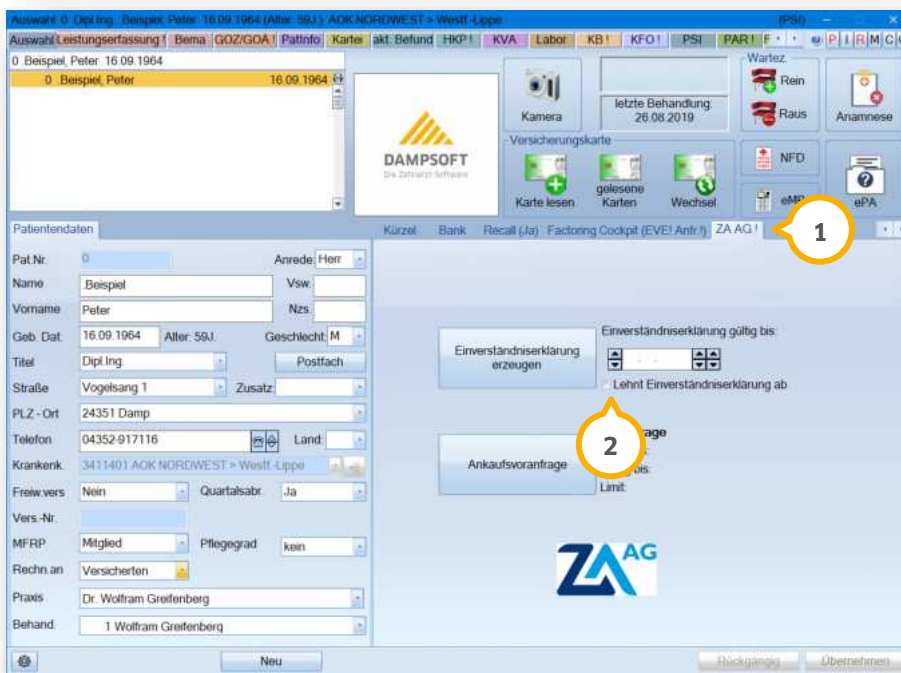 Auswahl: 0 Dipl.Ing. .Beispiel, Peter 16.09.1964 (Alter: 59J.) AOK NORDWEST > Westf.-Lippe (PSI)
Auswahl Leistungserfassung ! Bema GOZ/GOÄ ! PatInfo Kartei akt. Befund HKP ! KVA Labor KB ! KFO ! PSI PAR ! F P I R M C
0 .Beispiel, Peter 16.09.1964
0 .Beispiel, Peter 16.09.1964
DAMPSOFT
Die Zahnarzt-Software
Kamera
letzte Behandlung
26.08.2019
Wartez.
Rein
Raus
Anamnese
Versicherungskarte
Karte lesen
gelesene
Karten
Wechsel
NFD
eMP
ePA
Patientendaten
Kürzel Bank Recall (Ja) Factoring Cockpit (EVE! Anfr.!) ZA AG !
1
Pat.Nr. 0 Anrede: Herr
Name .Beispiel Vsw.
Vorname Peter Nzs.
Geb. Dat. 16.09.1964 Alter: 59J. Geschlecht: M
Titel Dipl.Ing. Postfach
Straße Vogelsang 1 Zusatz:
PLZ - Ort 24351 Damp
Telefon 04352-917116 Land:
Krankenk. 3411401 AOK NORDWEST > Westf.-Lippe
Freiw.vers Nein Quartalsabr. Ja
Vers.-Nr.
MFRP Mitglied Pflegegrad kein
Rechn.an Versicherten
Praxis Dr. Wolfram Greifenberg
Behand. 1 Wolfram Greifenberg
Einverständniserklärung
erzeugen
Einverständniserklärung gültig bis:
Lehnt Einverständniserklärung ab
2
Ankaufsvoranfrage
rage
bis:
Limit:
ZA AG
Neu
Rückgängig
Übernehmen